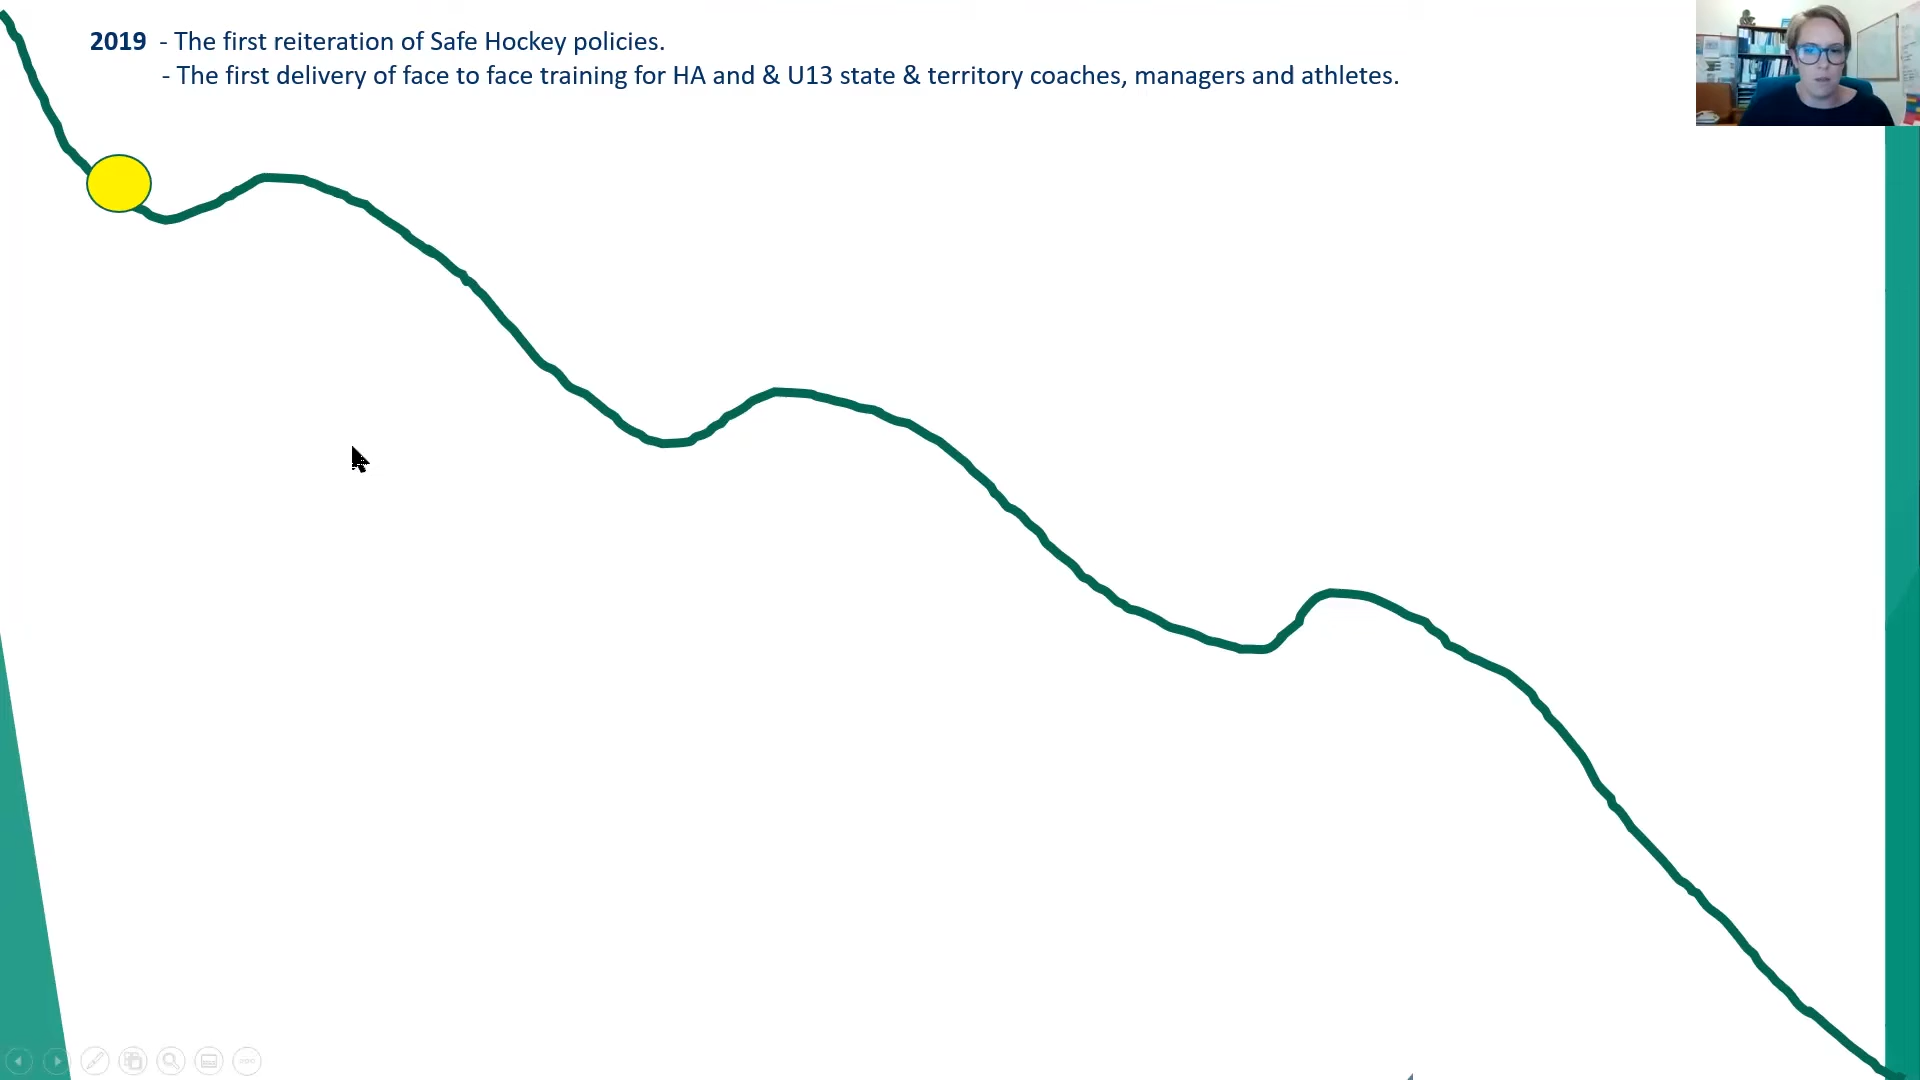 2019 - The first reiteration of Safe Hockey policies.
- The first delivery of face to face training for HA and & U13 state & territory coaches, managers and athletes.